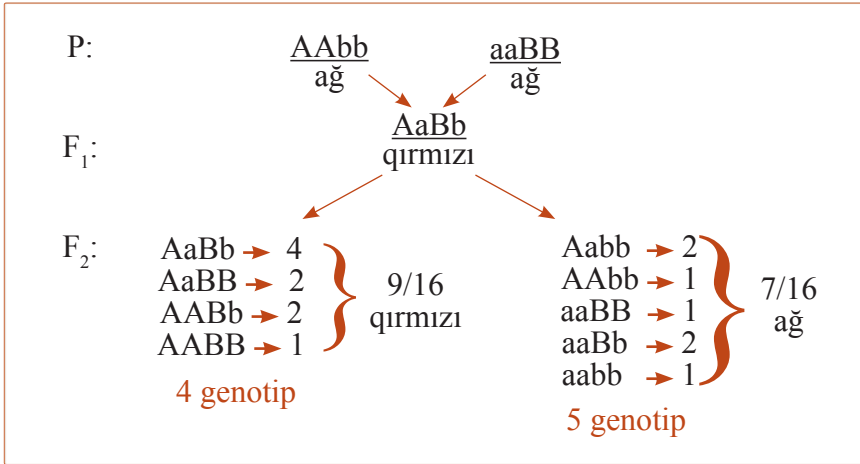 P: AAbb aaBB
ağ ağ
F₁: AaBb
qırmızı
F₂:
AaBb → 4
AaBB → 2
AABb → 2
AABB → 1
9/16
qırmızı
4 genotip
Aabb → 2
AAbb → 1
aaBB → 1
aaBb → 2
aabb → 1
7/16
ağ
5 genotip